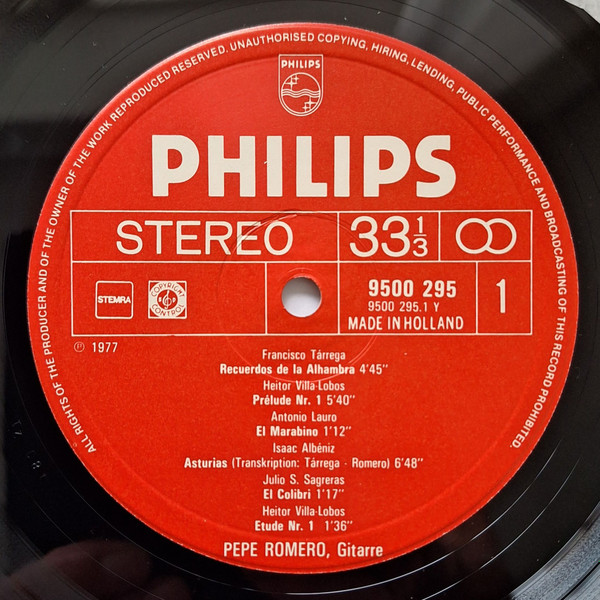 ALL RIGHTS OF THE PRODUCER AND OF THE OWNER OF THE WORK REPRODUCED RESERVED. UNAUTHORISED COPYING, HIRING, LENDING, PUBLIC PERFORMANCE AND BROADCASTING OF THIS RECORD PROHIBITED.
PHILIPS
PHILIPS
STEREO 33 1/3
STEMRA COPYRIGHT CONTROL 9500 295 1
9500 295.1 Y
MADE IN HOLLAND
℗ 1977
Francisco Tárrega
Recuerdos de la Alhambra 4'45''
Heitor Villa-Lobos
Prélude Nr. 1 5'40''
Antonio Lauro
El Marabino 1'12''
Isaac Albéniz
Asturias (Transkription: Tárrega - Romero) 6'48''
Julio S. Sagreras
El Colibri 1'17''
Heitor Villa-Lobos
Etude Nr. 1 1'36''
PEPE ROMERO, Gitarre